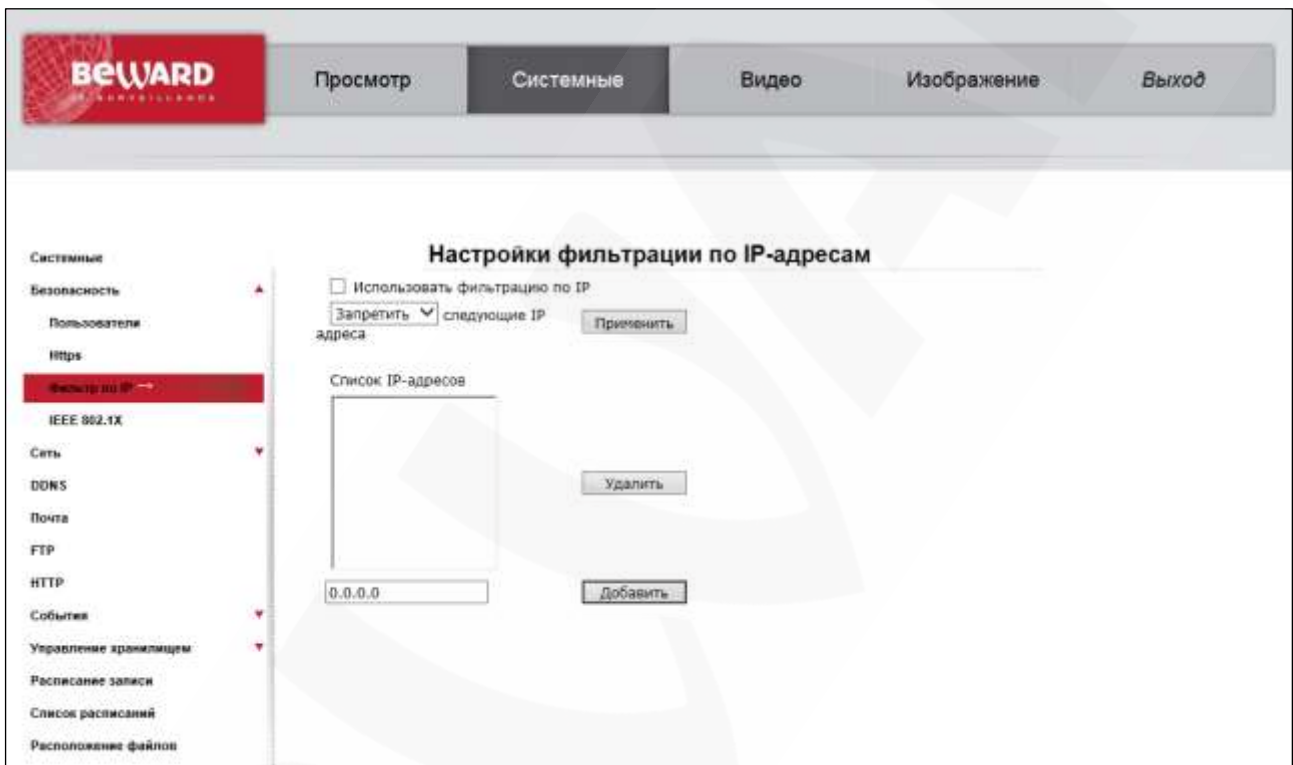 BEWARD
Просмотр
Системные
Видео
Изображение
Выход
Системные
Безопасность
Пользователи
Https
Фильтр по IP
IEEE 802.1X
Сеть
DDNS
Почта
FTP
HTTP
События
Управление хранилищем
Расписание записи
Список расписаний
Расположение файлов
Настройки фильтрации по IP-адресам
Использовать фильтрацию по IP
Запретить следующие IP
адреса
Применить
Список IP-адресов
Удалить
0.0.0.0
Добавить